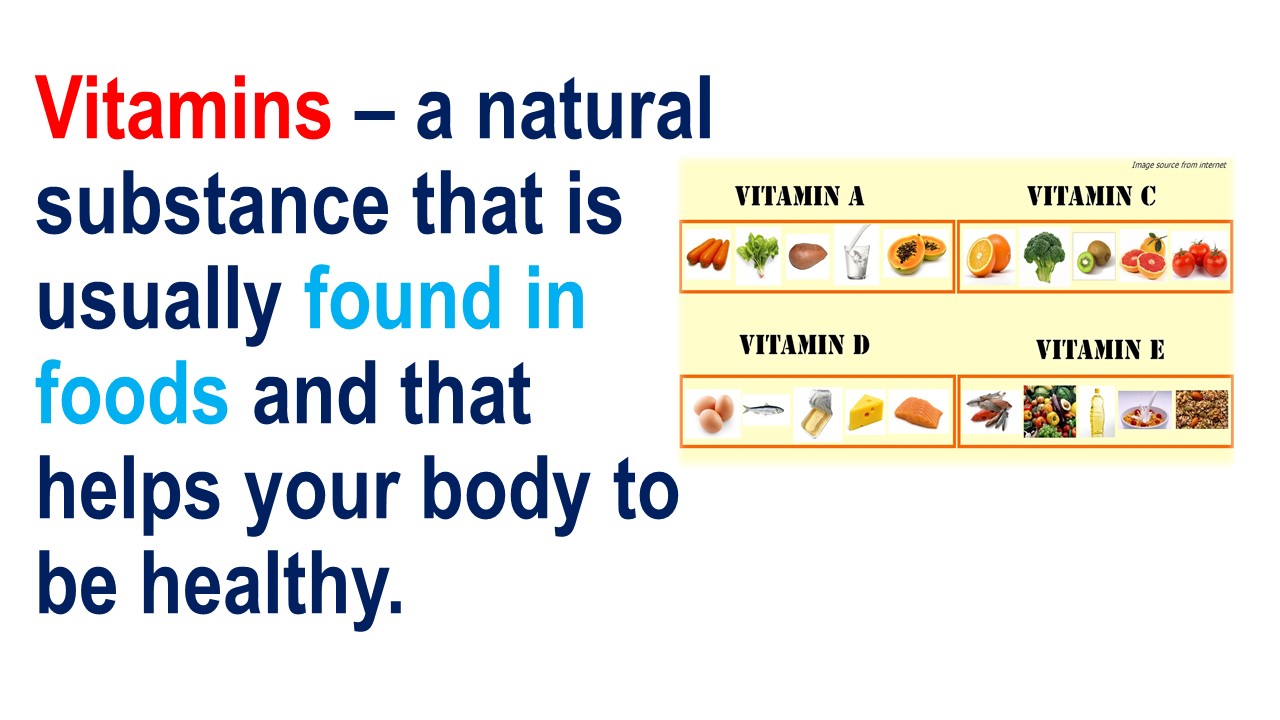 Vitamins – a natural
substance that is
usually found in
foods and that
helps your body to
be healthy.
Image source from internet
VITAMIN A
VITAMIN C
VITAMIN D
VITAMIN E